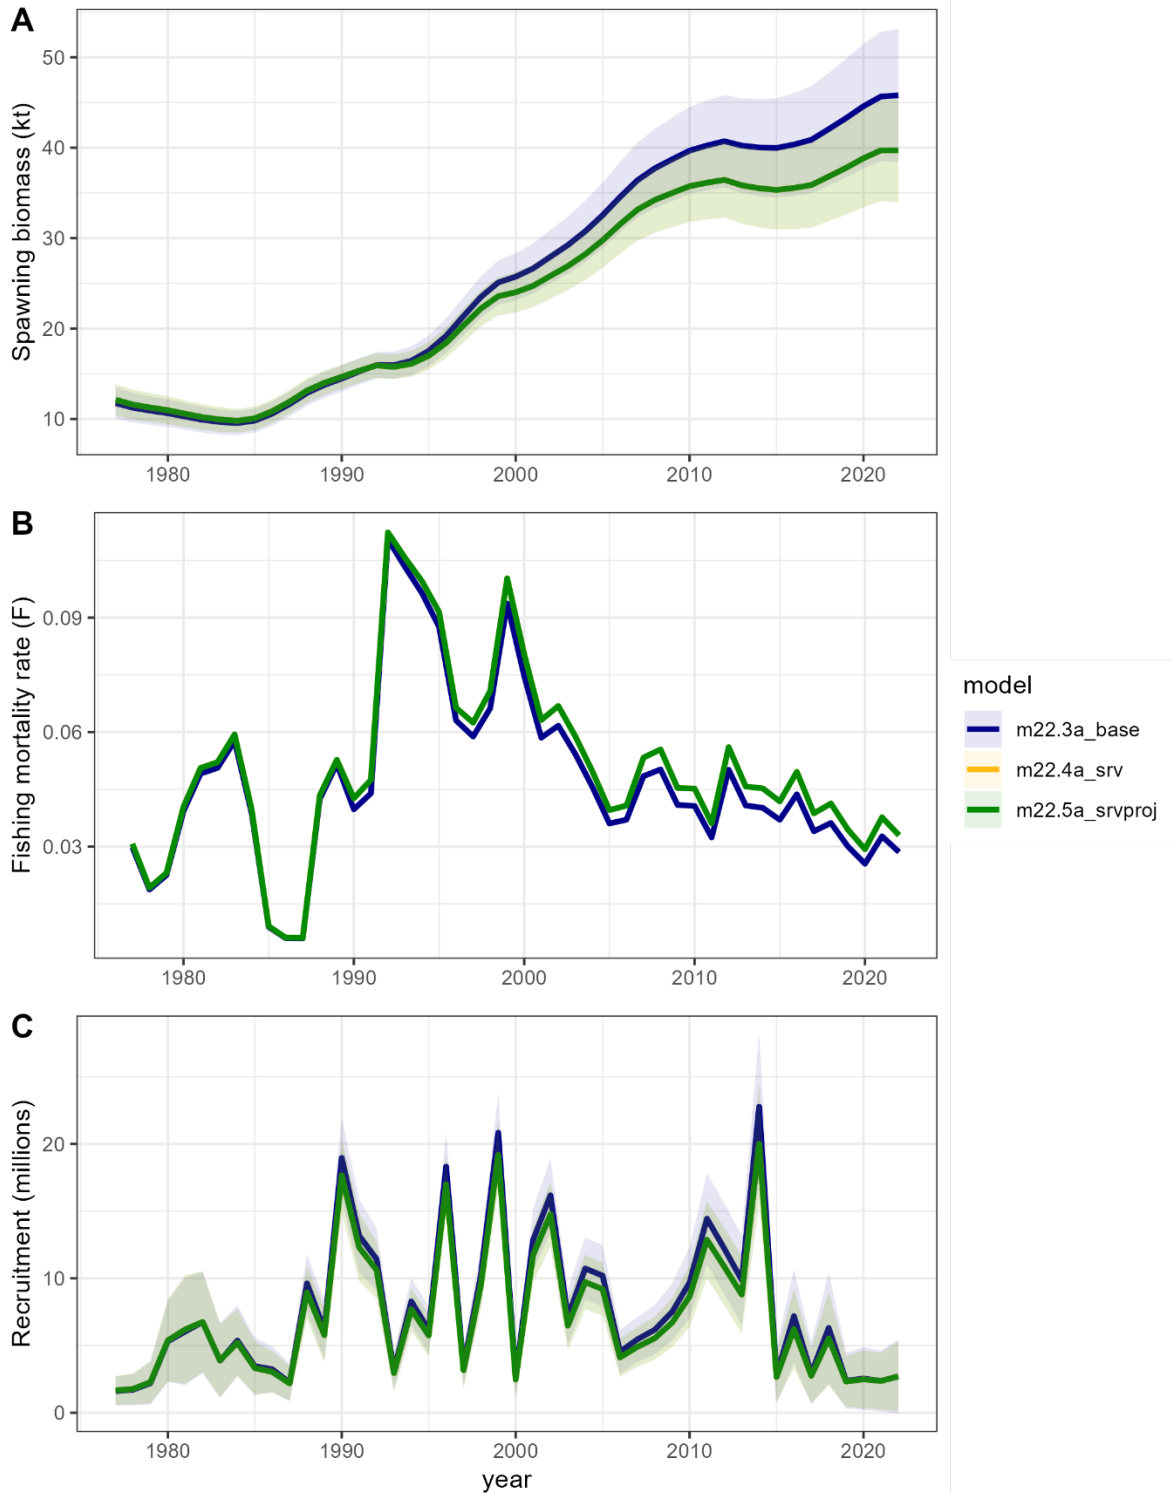 A
Spawning biomass (kt)
50
40
30
20
10
1980 1990 2000 2010 2020
B
Fishing mortality rate (F)
0.09
0.06
0.03
1980 1990 2000 2010 2020
model
m22.3a_base
m22.4a_srv
m22.5a_srvproj
C
Recruitment (millions)
20
10
0
1980 1990 2000 2010 2020
year